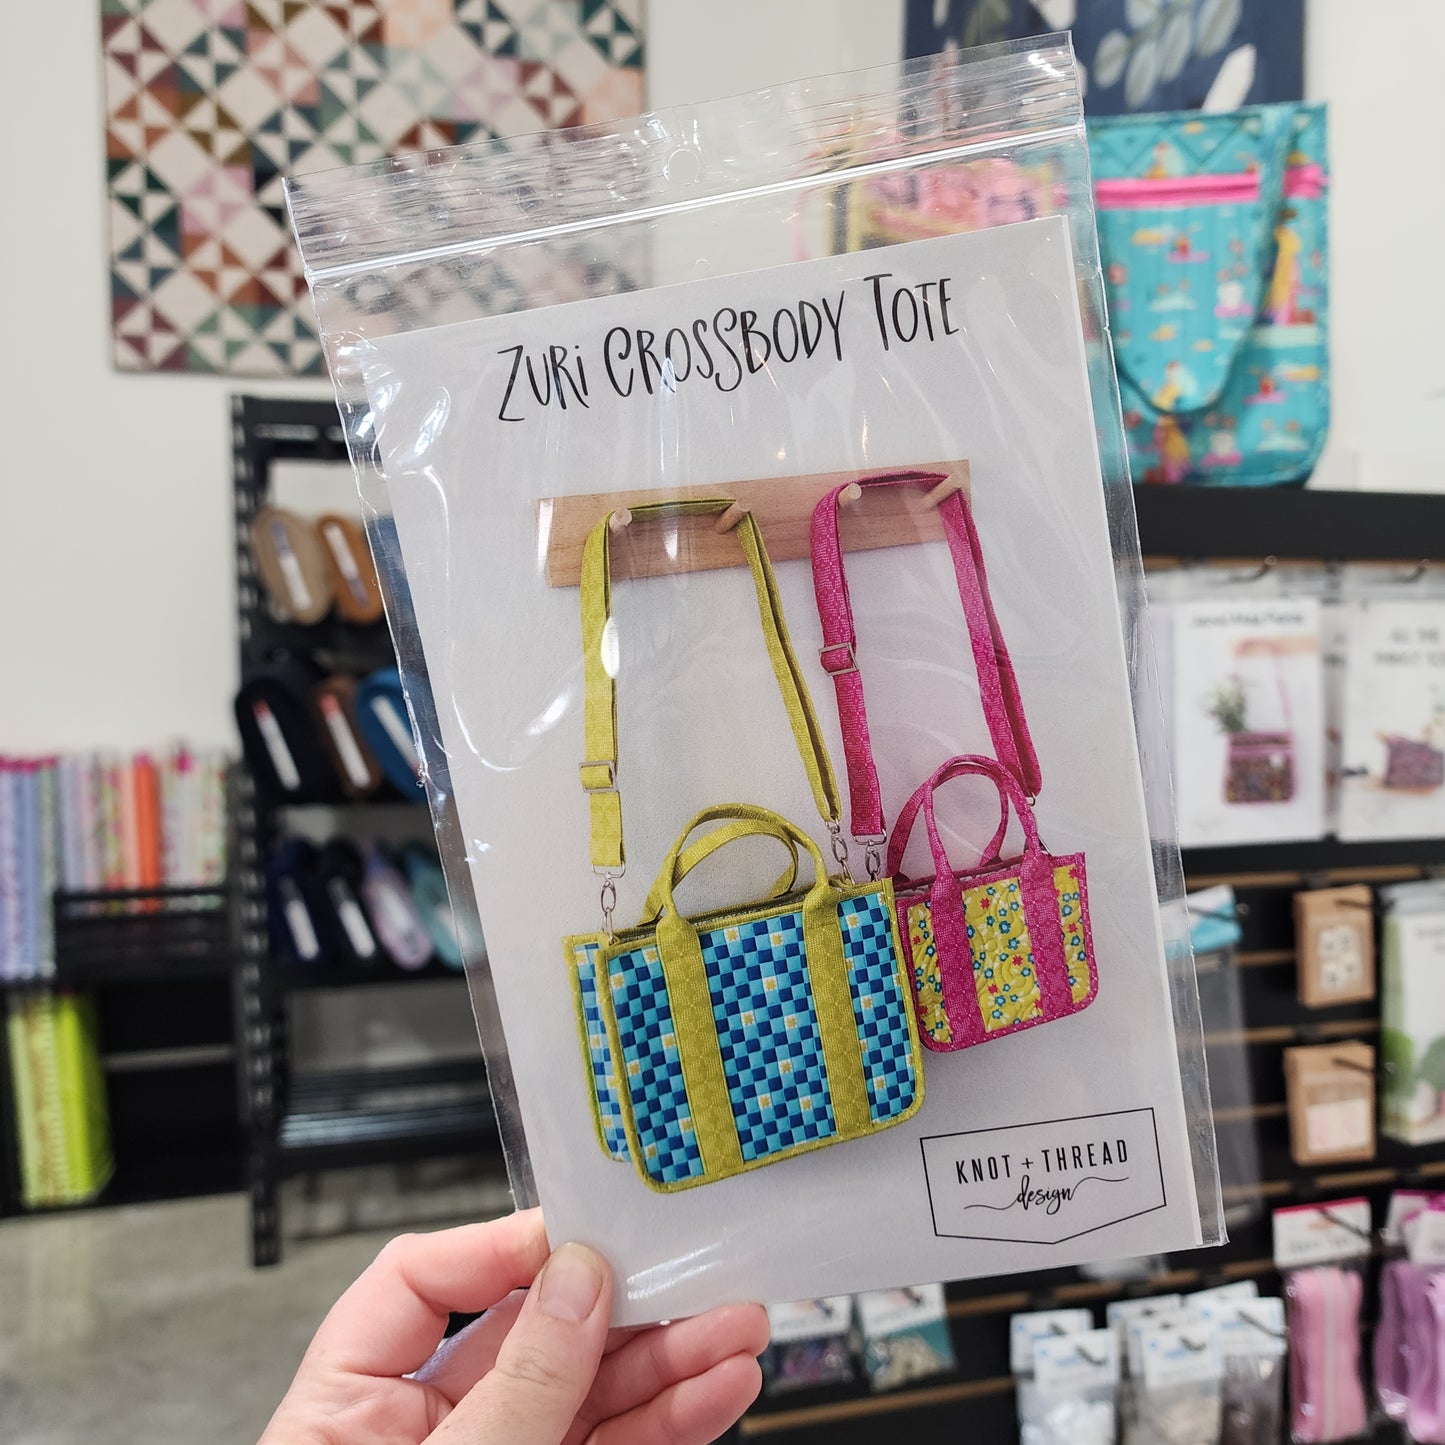 ZURI CROSSBODY TOTE
KNOT + THREAD
design